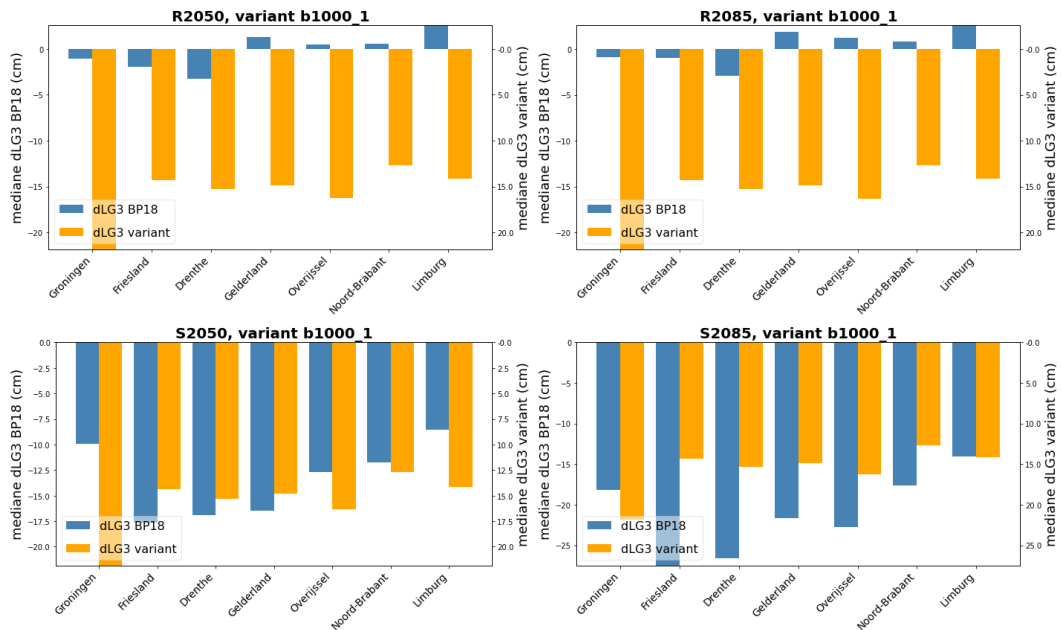 R2050, variant b1000_1
mediane dLG3 BP18 (cm)
0
−5
−10
−15
−20
-0.0
5.0
10.0
15.0
20.0
mediane dLG3 variant (cm)
dLG3 BP18
dLG3 variant
Groningen
Friesland
Drenthe
Gelderland
Overijssel
Noord-Brabant
Limburg
R2085, variant b1000_1
mediane dLG3 BP18 (cm)
0
−5
−10
−15
−20
-0.0
5.0
10.0
15.0
20.0
mediane dLG3 variant (cm)
dLG3 BP18
dLG3 variant
Groningen
Friesland
Drenthe
Gelderland
Overijssel
Noord-Brabant
Limburg
S2050, variant b1000_1
mediane dLG3 BP18 (cm)
0.0
−2.5
−5.0
−7.5
−10.0
−12.5
−15.0
−17.5
−20.0
-0.0
2.5
5.0
7.5
10.0
12.5
15.0
17.5
20.0
mediane dLG3 variant (cm)
dLG3 BP18
dLG3 variant
Groningen
Friesland
Drenthe
Gelderland
Overijssel
Noord-Brabant
Limburg
S2085, variant b1000_1
mediane dLG3 BP18 (cm)
0
−5
−10
−15
−20
−25
-0.0
5.0
10.0
15.0
20.0
25.0
mediane dLG3 variant (cm)
dLG3 BP18
dLG3 variant
Groningen
Friesland
Drenthe
Gelderland
Overijssel
Noord-Brabant
Limburg